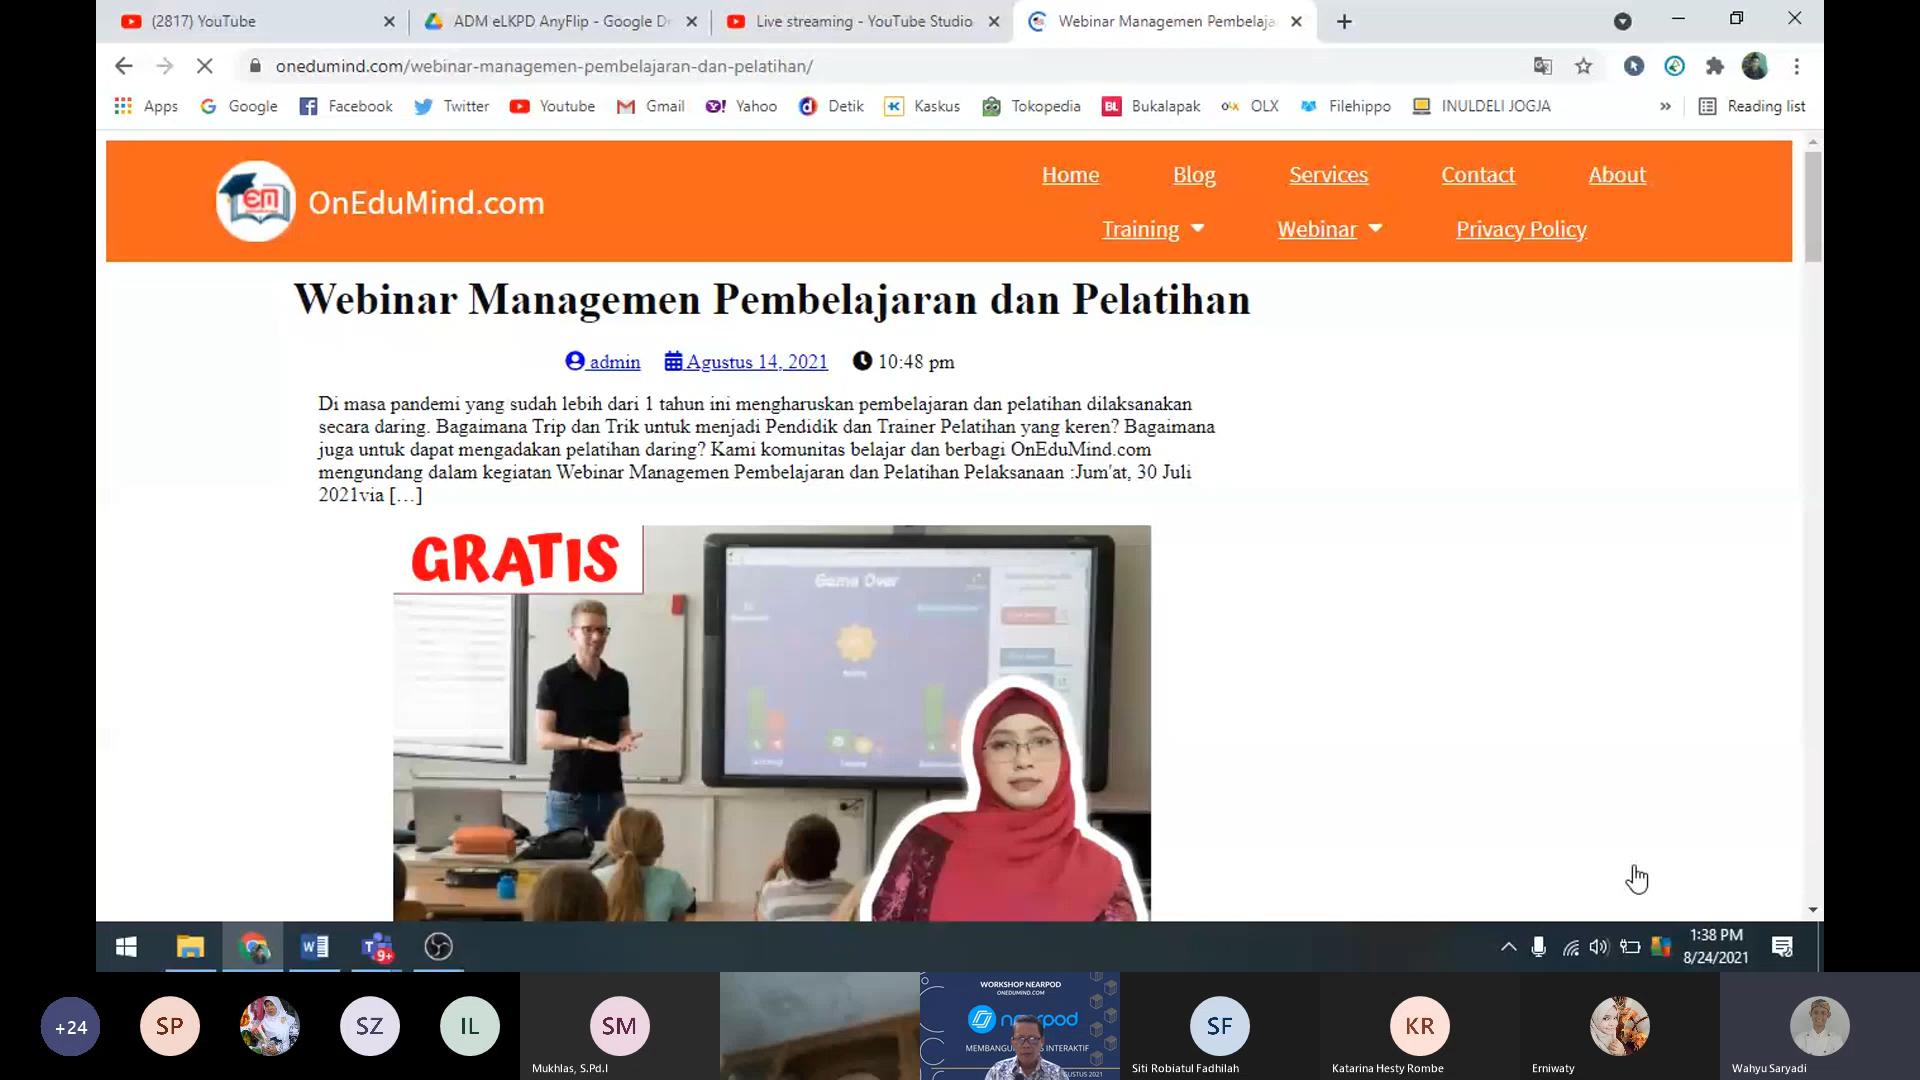 (2817) YouTube
ADM eLKPD AnyFlip - Google D
Live streaming - YouTube Studio
Webinar Managemen Pembelaja
onedumind.com/webinar-managemen-pembelajaran-dan-pelatihan/
Apps Google Facebook Twitter Youtube Gmail Yahoo Detik Kaskus Tokopedia Bukalapak OLX Filehippo INULDELI JOGJA » Reading list
OnEduMind.com
Home Blog Services Contact About
Training Webinar Privacy Policy
Webinar Managemen Pembelajaran dan Pelatihan
admin Agustus 14, 2021 10:48 pm
Di masa pandemi yang sudah lebih dari 1 tahun ini mengharuskan pembelajaran dan pelatihan dilaksanakan
secara daring. Bagaimana Trip dan Trik untuk menjadi Pendidik dan Trainer Pelatihan yang keren? Bagaimana
juga untuk dapat mengadakan pelatihan daring? Kami komunitas belajar dan berbagi OnEduMind.com
mengundang dalam kegiatan Webinar Managemen Pembelajaran dan Pelatihan Pelaksanaan :Jum'at, 30 Juli
2021via […]
GRATIS
Game Over
1:38 PM
8/24/2021
9+
+24 SP SZ IL SM
Mukhlas, S.Pd.I
WORKSHOP NEARPOD
ONEDUMIND.COM
SF
Siti Robiatul Fadhilah
KR
Katarina Hesty Rombe
Erniwaty
Wahyu Saryadi